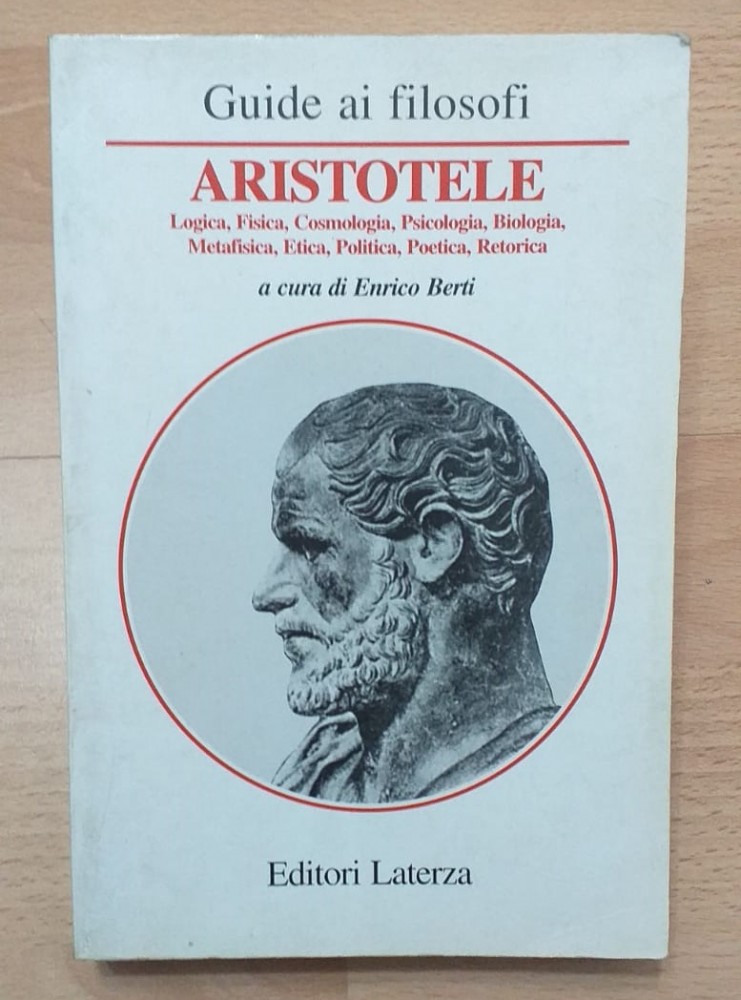 Guide ai filosofi
ARISTOTELE
Logica, Fisica, Cosmologia, Psicologia, Biologia,
Metafisica, Etica, Politica, Poetica, Retorica
a cura di Enrico Berti
Editori Laterza